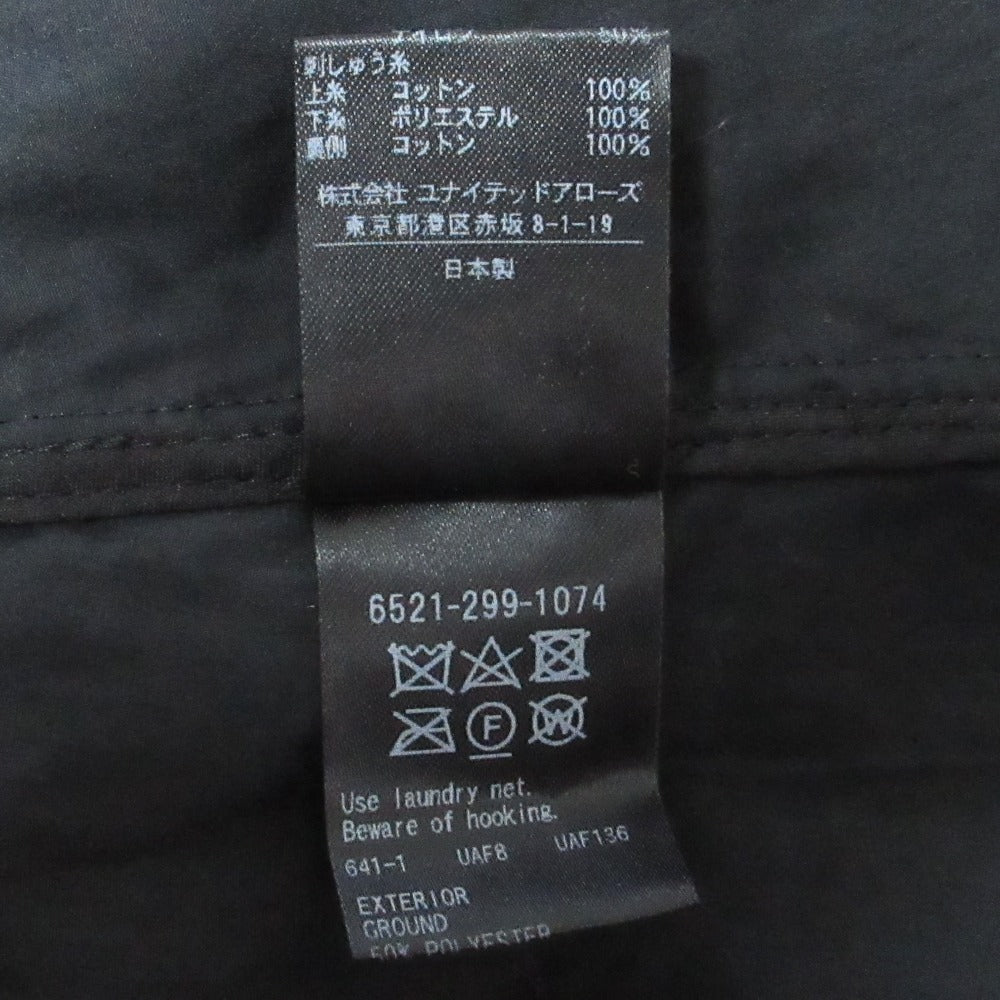 刺しゅう糸
上糸 コットン 100%
下糸 ポリエステル 100%
裏側 コットン 100%
株式会社 ユナイテッドアローズ
東京都港区赤坂 8-1-19
日本製
6521-299-1074
F
W
Use laundry net.
Beware of hooking.
641-1 UAF8 UAF136
EXTERIOR
GROUND
50% POLYESTER